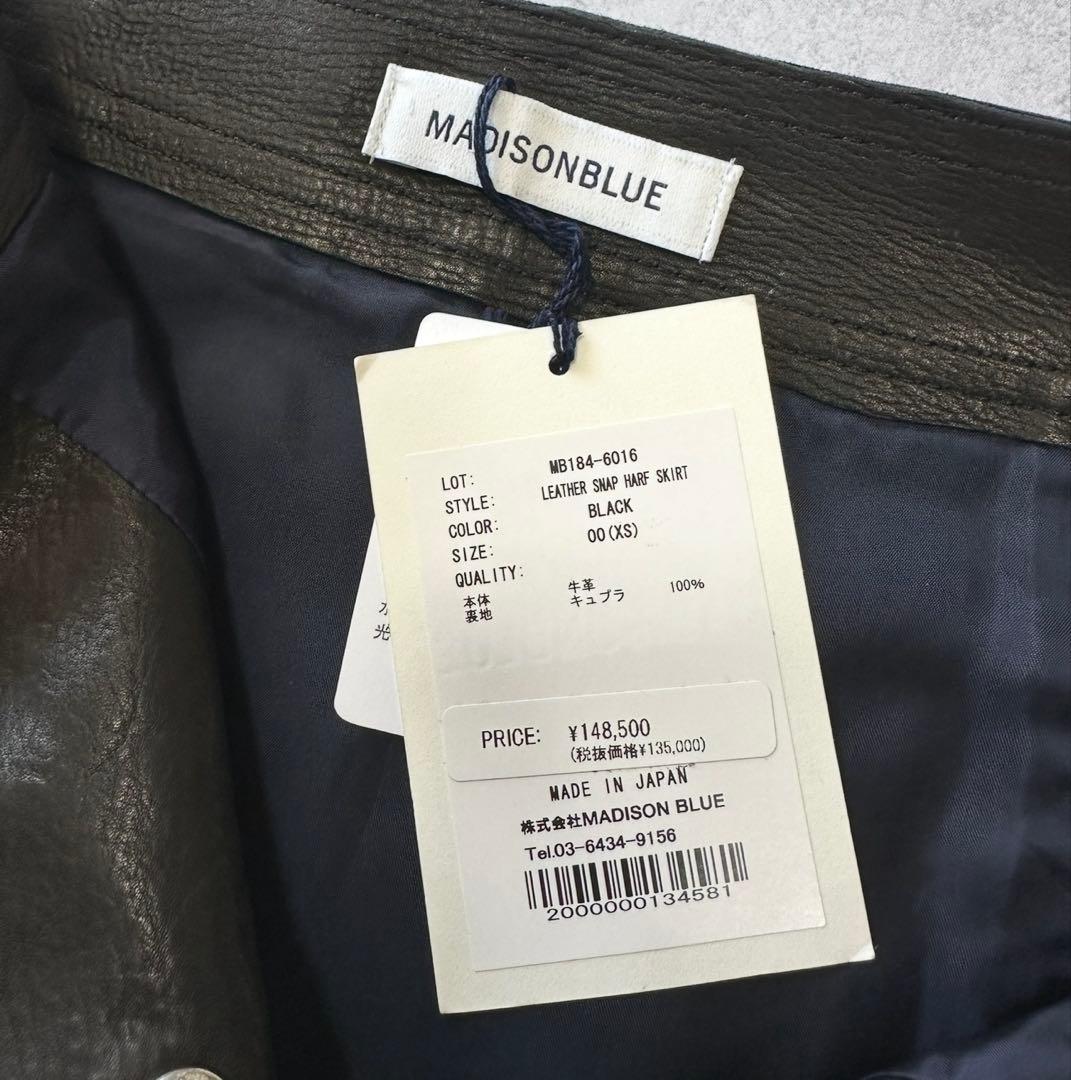 MADISONBLUE
LOT: MB184-6016
STYLE: LEATHER SNAP HARF SKIRT
COLOR: BLACK
SIZE: 00(XS)
QUALITY:
本体 牛革
裏地 キュプラ 100%
光
PRICE: ¥148,500
(税抜価格¥135,000)
MADE IN JAPAN
株式会社MADISON BLUE
Tel.03-6434-9156
2000000134581